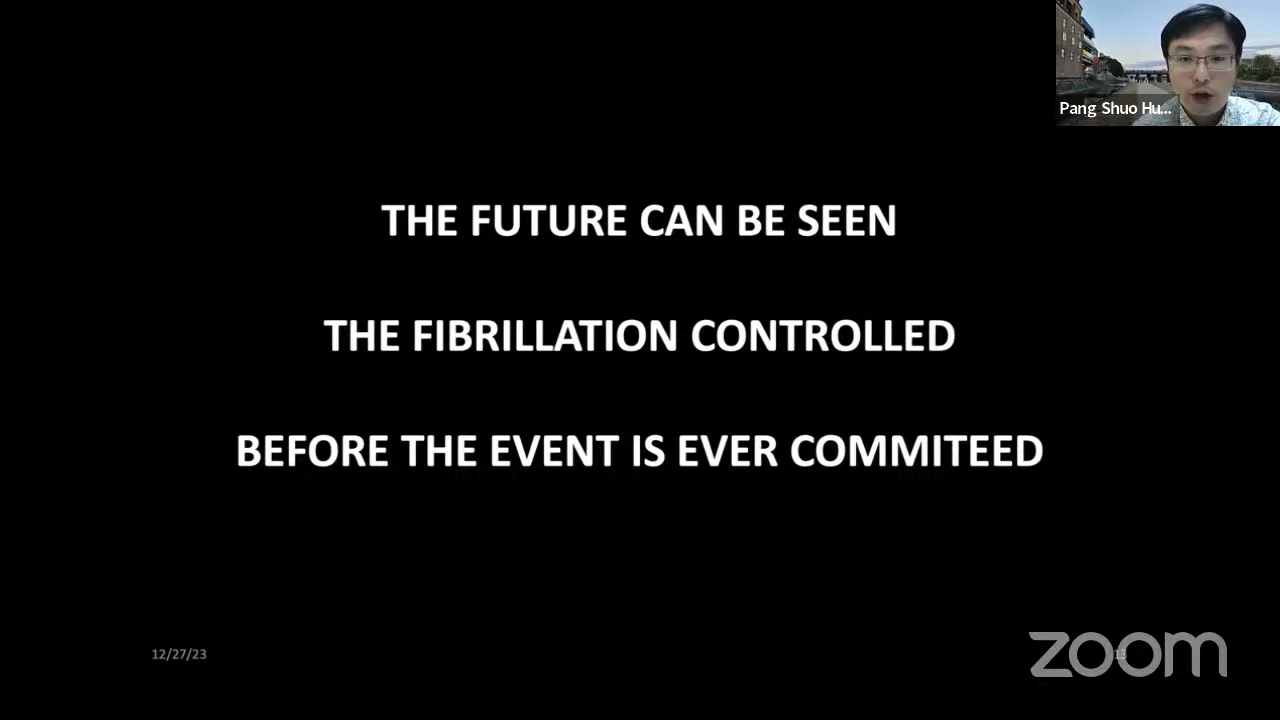 Pang Shuo Hu...
THE FUTURE CAN BE SEEN
THE FIBRILLATION CONTROLLED
BEFORE THE EVENT IS EVER COMMITEED
12/27/23
13
zoom